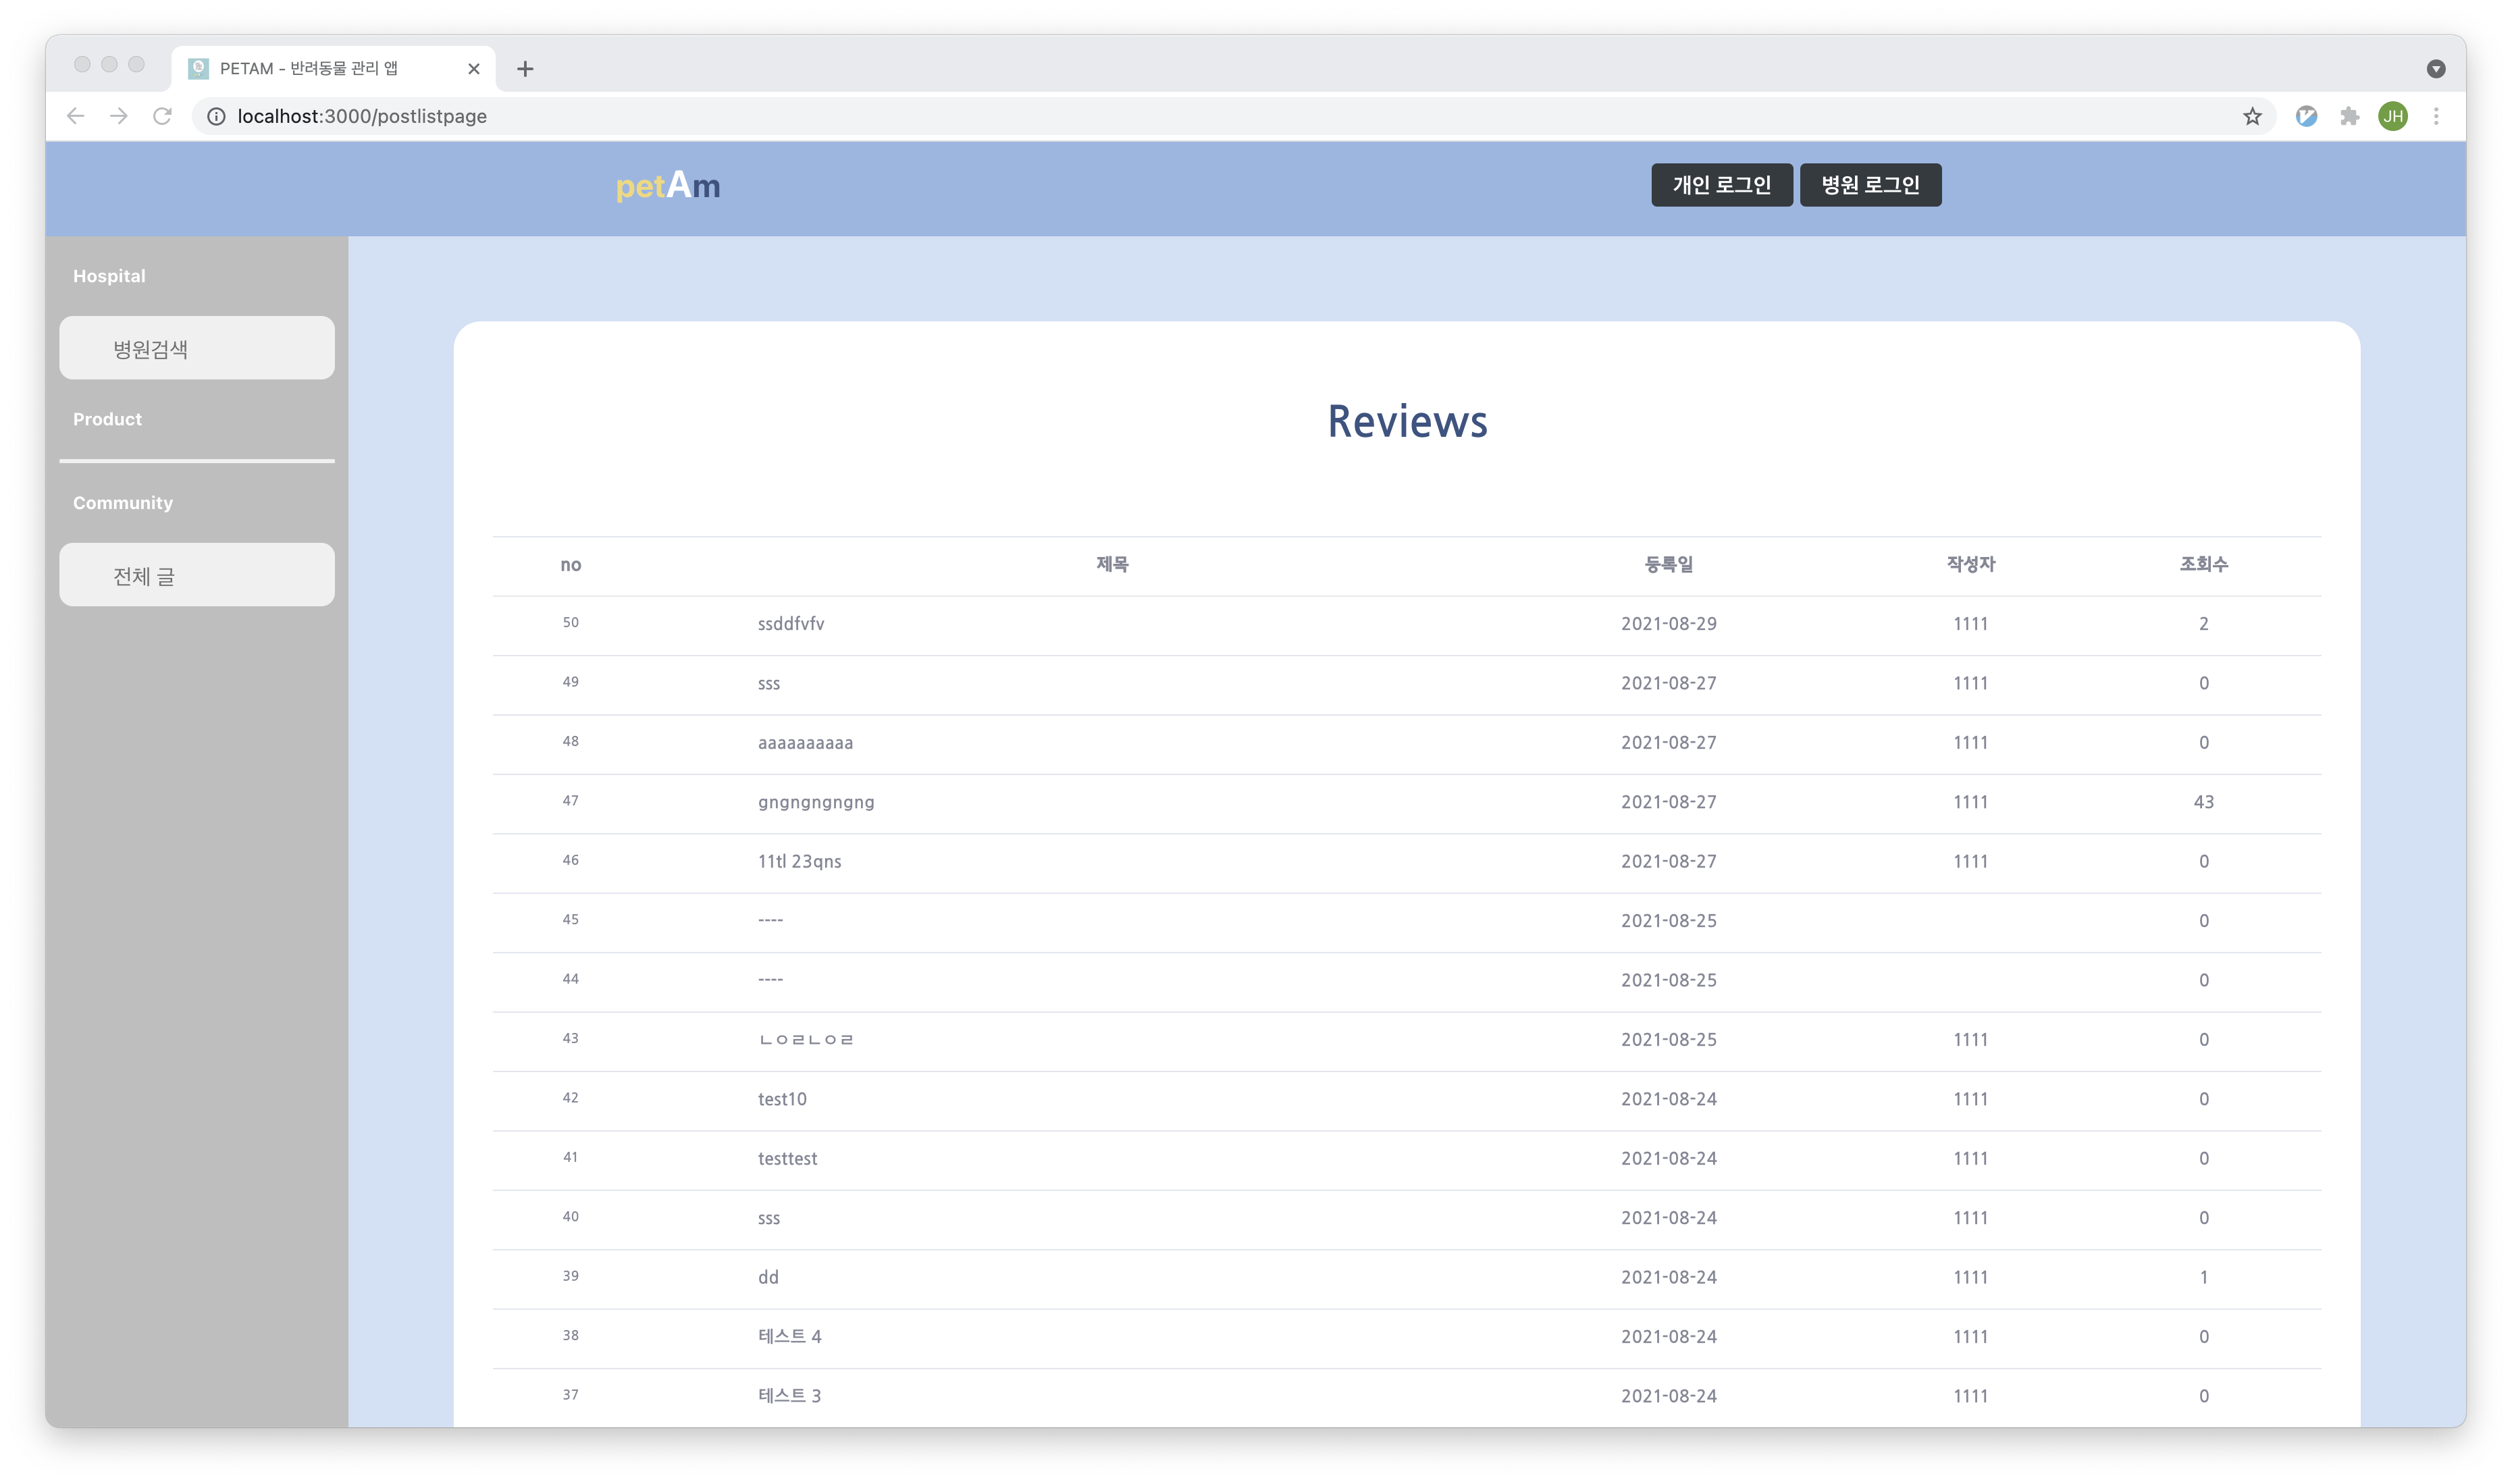 PETAM - 반려동물 관리 앱
localhost:3000/postlistpage
JH
petAm
개인 로그인 병원 로그인
Hospital
병원검색
Product
Community
전체 글
Reviews
no 제목 등록일 작성자 조회수
50 ssddfvfv 2021-08-29 1111 2
49 sss 2021-08-27 1111 0
48 aaaaaaaaaa 2021-08-27 1111 0
47 gngngngngng 2021-08-27 1111 43
46 11tl 23qns 2021-08-27 1111 0
45 ---- 2021-08-25 0
44 ---- 2021-08-25 0
43 ㄴㅇㄹㄴㅇㄹ 2021-08-25 1111 0
42 test10 2021-08-24 1111 0
41 testtest 2021-08-24 1111 0
40 sss 2021-08-24 1111 0
39 dd 2021-08-24 1111 1
38 테스트 4 2021-08-24 1111 0
37 테스트 3 2021-08-24 1111 0